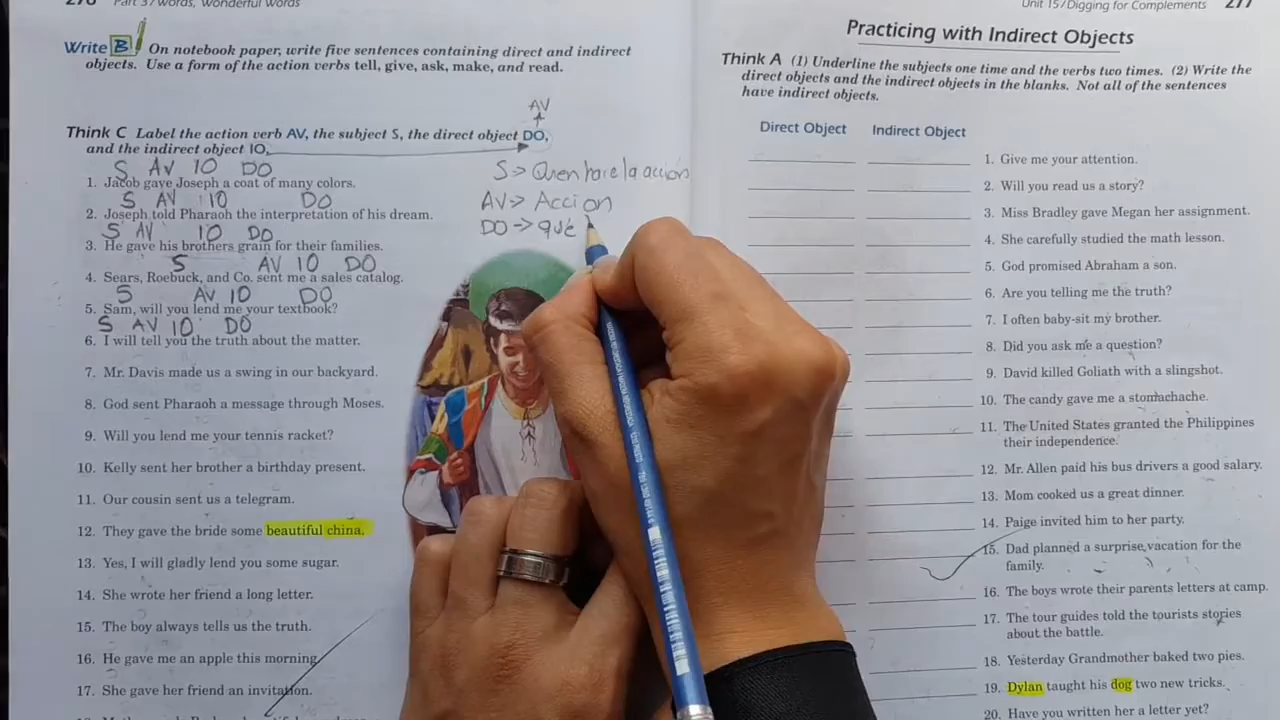 276 Part 3/Words, Wonderful Words
Write B On notebook paper, write five sentences containing direct and indirect
objects. Use a form of the action verbs tell, give, ask, make, and read.
AV
Think C Label the action verb AV, the subject S, the direct object DO,
and the indirect object IO.
S AV IO DO
1. Jacob gave Joseph a coat of many colors.
S AV IO DO
2. Joseph told Pharaoh the interpretation of his dream.
S AV IO DO
3. He gave his brothers grain for their families.
S AV IO DO
4. Sears, Roebuck, and Co. sent me a sales catalog.
S AV IO DO
5. Sam, will you lend me your textbook?
S AV IO DO
6. I will tell you the truth about the matter.
7. Mr. Davis made us a swing in our backyard.
8. God sent Pharaoh a message through Moses.
9. Will you lend me your tennis racket?
10. Kelly sent her brother a birthday present.
11. Our cousin sent us a telegram.
12. They gave the bride some beautiful china.
13. Yes, I will gladly lend you some sugar.
14. She wrote her friend a long letter.
15. The boy always tells us the truth.
16. He gave me an apple this morning.
17. She gave her friend an invitation.
S -> Quien hace la acción
AV -> Accion
DO -> qué
Unit 15/Digging for Complements 277
Practicing with Indirect Objects
Think A (1) Underline the subjects one time and the verbs two times. (2) Write the
direct objects and the indirect objects in the blanks. Not all of the sentences
have indirect objects.
Direct Object Indirect Object
1. Give me your attention.
2. Will you read us a story?
3. Miss Bradley gave Megan her assignment.
4. She carefully studied the math lesson.
5. God promised Abraham a son.
6. Are you telling me the truth?
7. I often baby-sit my brother.
8. Did you ask me a question?
9. David killed Goliath with a slingshot.
10. The candy gave me a stomachache.
11. The United States granted the Philippines
their independence.
12. Mr. Allen paid his bus drivers a good salary.
13. Mom cooked us a great dinner.
14. Paige invited him to her party.
15. Dad planned a surprise vacation for the
family.
16. The boys wrote their parents letters at camp.
17. The tour guides told the tourists stories
about the battle.
18. Yesterday Grandmother baked two pies.
19. Dylan taught his dog two new tricks.
20. Have you written her a letter yet?